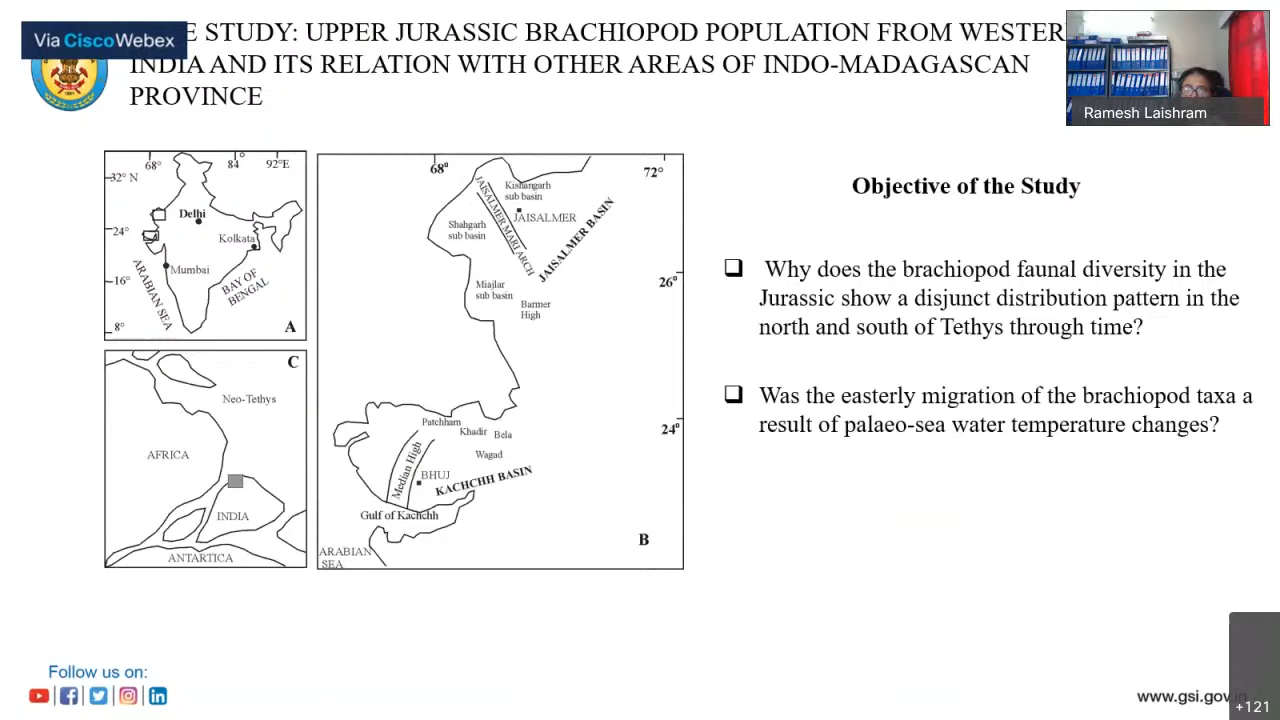 Via Cisco Webex
E STUDY: UPPER JURASSIC BRACHIOPOD POPULATION FROM WESTER
INDIA AND ITS RELATION WITH OTHER AREAS OF INDO-MADAGASCAN
PROVINCE
Ramesh Laishram
68°
84°
92°E
32° N
Delhi
24°
Kolkata
Mumbai
16°
ARABIAN SEA
BAY OF
BENGAL
8°
A
C
Neo-Tethys
AFRICA
INDIA
ANTARTICA
68°
72°
Kishangarh
sub basin
JAISALMER
JAISALMER MARI ARCH
Shahgarh
sub basin
JAISALMER BASIN
26°
Miajlar
sub basin
Barmer
High
24°
Patchham
Khadir
Bela
Wagad
Median High
BHUJ
KACHCHH BASIN
Gulf of Kachchh
B
ARABIAN
SEA
Objective of the Study
Why does the brachiopod faunal diversity in the
Jurassic show a disjunct distribution pattern in the
north and south of Tethys through time?
Was the easterly migration of the brachiopod taxa a
result of palaeo-sea water temperature changes?
Follow us on:
www.gsi.gov.in
+121